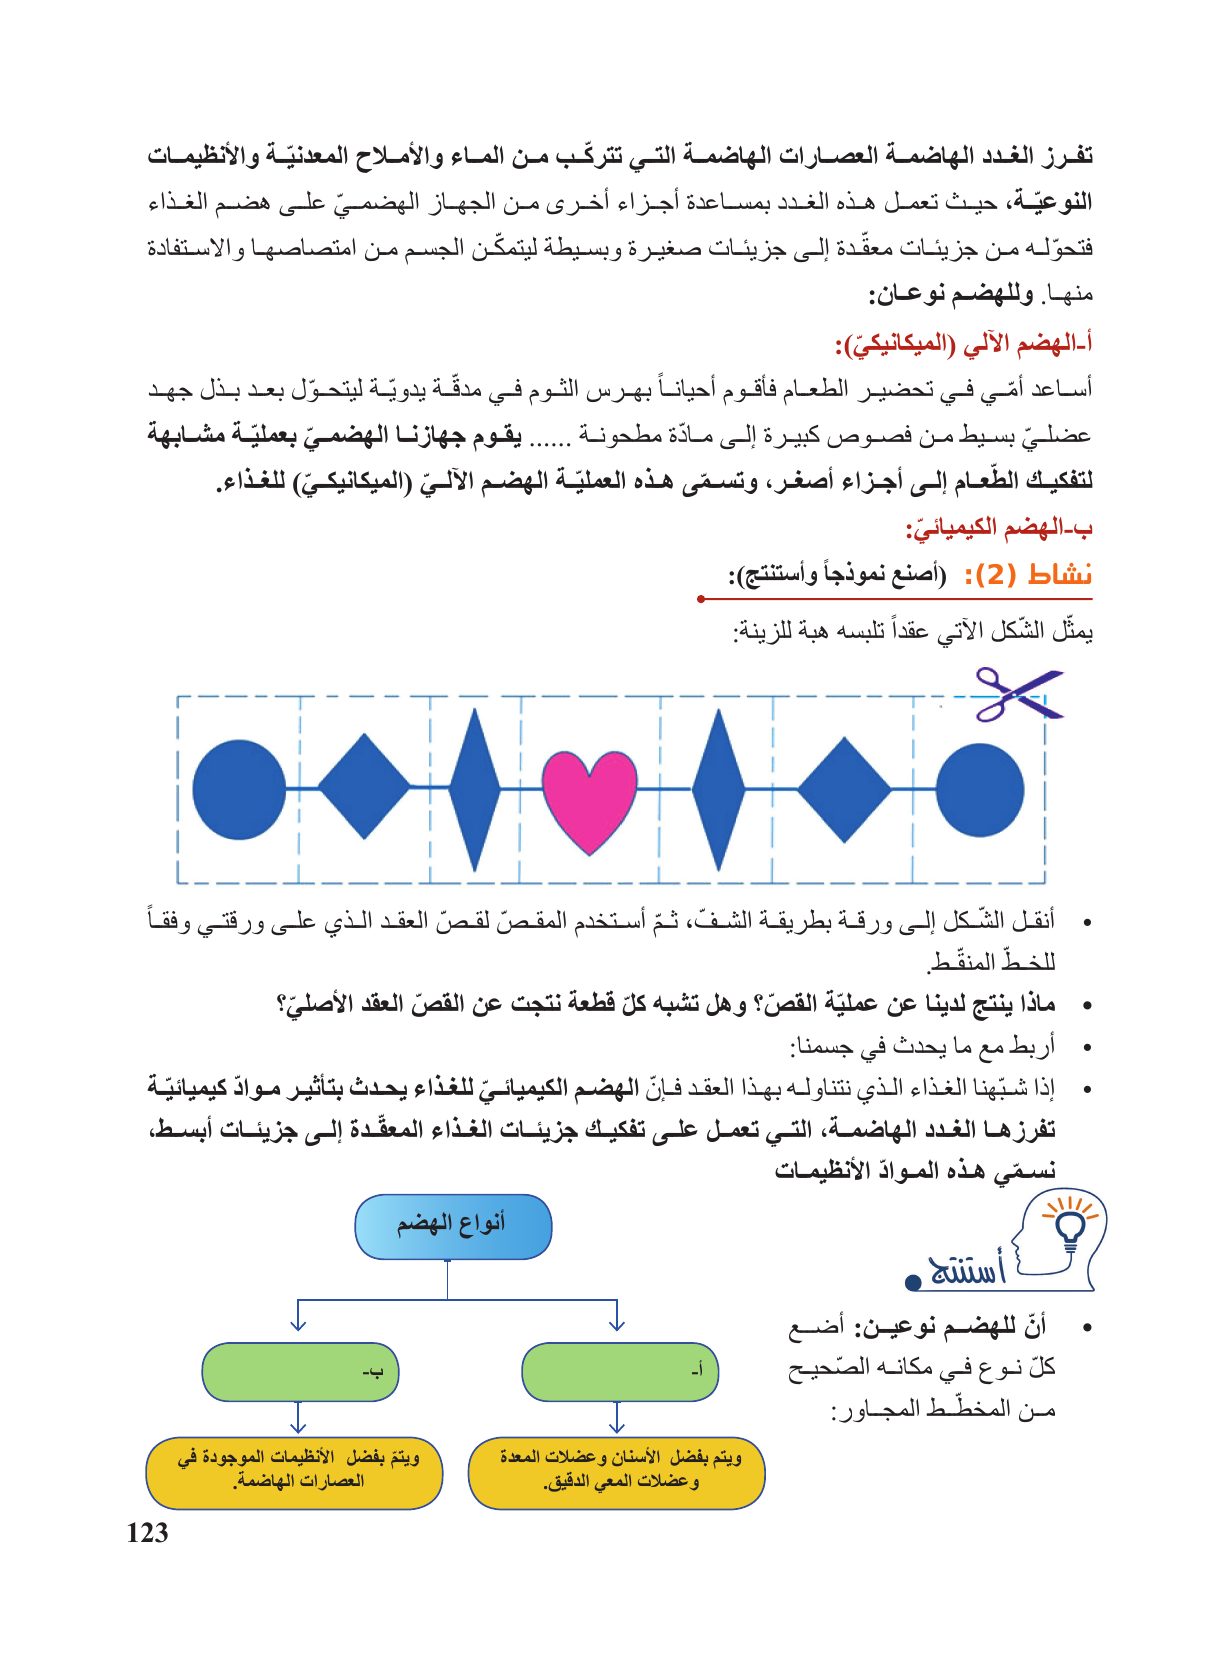 تفرز الغدد الهاضمة العصارات الهاضمة التي تتركّب من الماء والأملاح المعدنيّة والأنظيمات
النوعيّة، حيث تعمل هذه الغدد بمساعدة أجزاء أخرى من الجهاز الهضميّ على هضم الغذاء
فتحوّله من جزيئات معقّدة إلى جزيئات صغيرة وبسيطة ليتمكّن الجسم من امتصاصها والاستفادة
منها. وللهضم نوعان:
أ-الهضم الآلي (الميكانيكيّ):
أساعد أمّي في تحضير الطعام فأقوم أحياناً بهرس الثوم في مدقّة يدويّة ليتحوّل بعد بذل جهد
عضليّ بسيط من فصوص كبيرة إلى مادّة مطحونة ...... يقوم جهازنا الهضميّ بعمليّة مشابهة
لتفكيك الطّعام إلى أجزاء أصغر، وتسمّى هذه العمليّة الهضم الآليّ (الميكانيكيّ) للغذاء.
ب-الهضم الكيميائيّ:
نشاط (2): (أصنع نموذجاً وأستنتج):
يمثّل الشّكل الآتي عقداً تلبسه هبة للزينة:
• أنقل الشّكل إلى ورقة بطريقة الشفّ، ثمّ أستخدم المقصّ لقصّ العقد الذي على ورقتي وفقاً
للخطّ المنقّط.
• ماذا ينتج لدينا عن عمليّة القصّ؟ وهل تشبه كلّ قطعة نتجت عن القصّ العقد الأصليّ؟
• أربط مع ما يحدث في جسمنا:
• إذا شبّهنا الغذاء الذي نتناوله بهذا العقد فإنّ الهضم الكيميائيّ للغذاء يحدث بتأثير موادّ كيميائيّة
تفرزها الغدد الهاضمة، التي تعمل على تفكيك جزيئات الغذاء المعقّدة إلى جزيئات أبسط،
نسمّي هذه الموادّ الأنظيمات
أستنتج
• أنّ للهضم نوعين: أضع
كلّ نوع في مكانه الصّحيح
من المخطّط المجاور:
أنواع الهضم
أ-
ب-
ويتم بفضل الأسنان وعضلات المعدة
وعضلات المعي الدقيق.
ويتمّ بفضل الأنظيمات الموجودة في
العصارات الهاضمة.
123